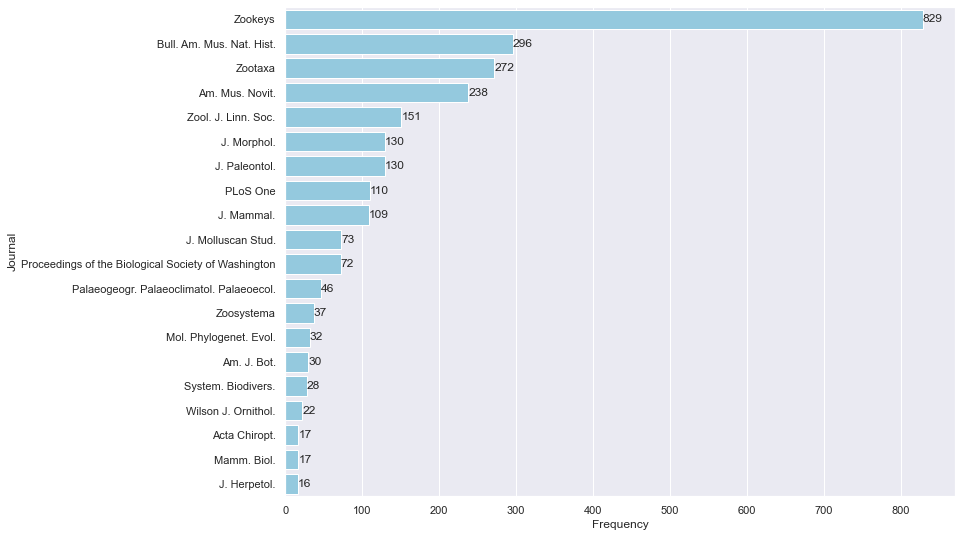 Zookeys 829
Bull. Am. Mus. Nat. Hist. 296
Zootaxa 272
Am. Mus. Novit. 238
Zool. J. Linn. Soc. 151
J. Morphol. 130
J. Paleontol. 130
PLoS One 110
J. Mammal. 109
J. Molluscan Stud. 73
Proceedings of the Biological Society of Washington 72
Palaeogeogr. Palaeoclimatol. Palaeoecol. 46
Zoosystema 37
Mol. Phylogenet. Evol. 32
Am. J. Bot. 30
System. Biodivers. 28
Wilson J. Ornithol. 22
Acta Chiropt. 17
Mamm. Biol. 17
J. Herpetol. 16
Journal
0 100 200 300 400 500 600 700 800
Frequency